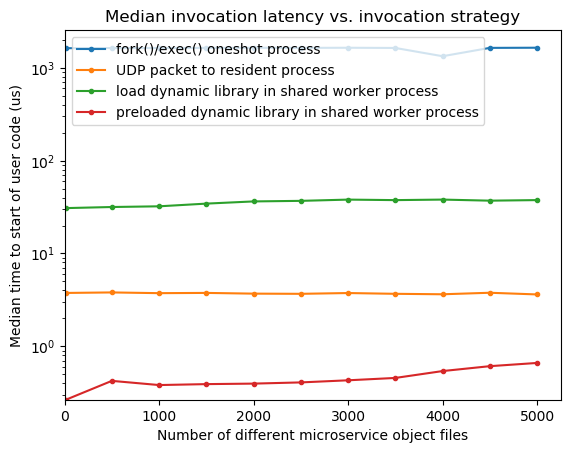 Median invocation latency vs. invocation strategy
fork()/exec() oneshot process
UDP packet to resident process
load dynamic library in shared worker process
preloaded dynamic library in shared worker process
Median time to start of user code (us)
10³
10²
10¹
10⁰
0 1000 2000 3000 4000 5000
Number of different microservice object files